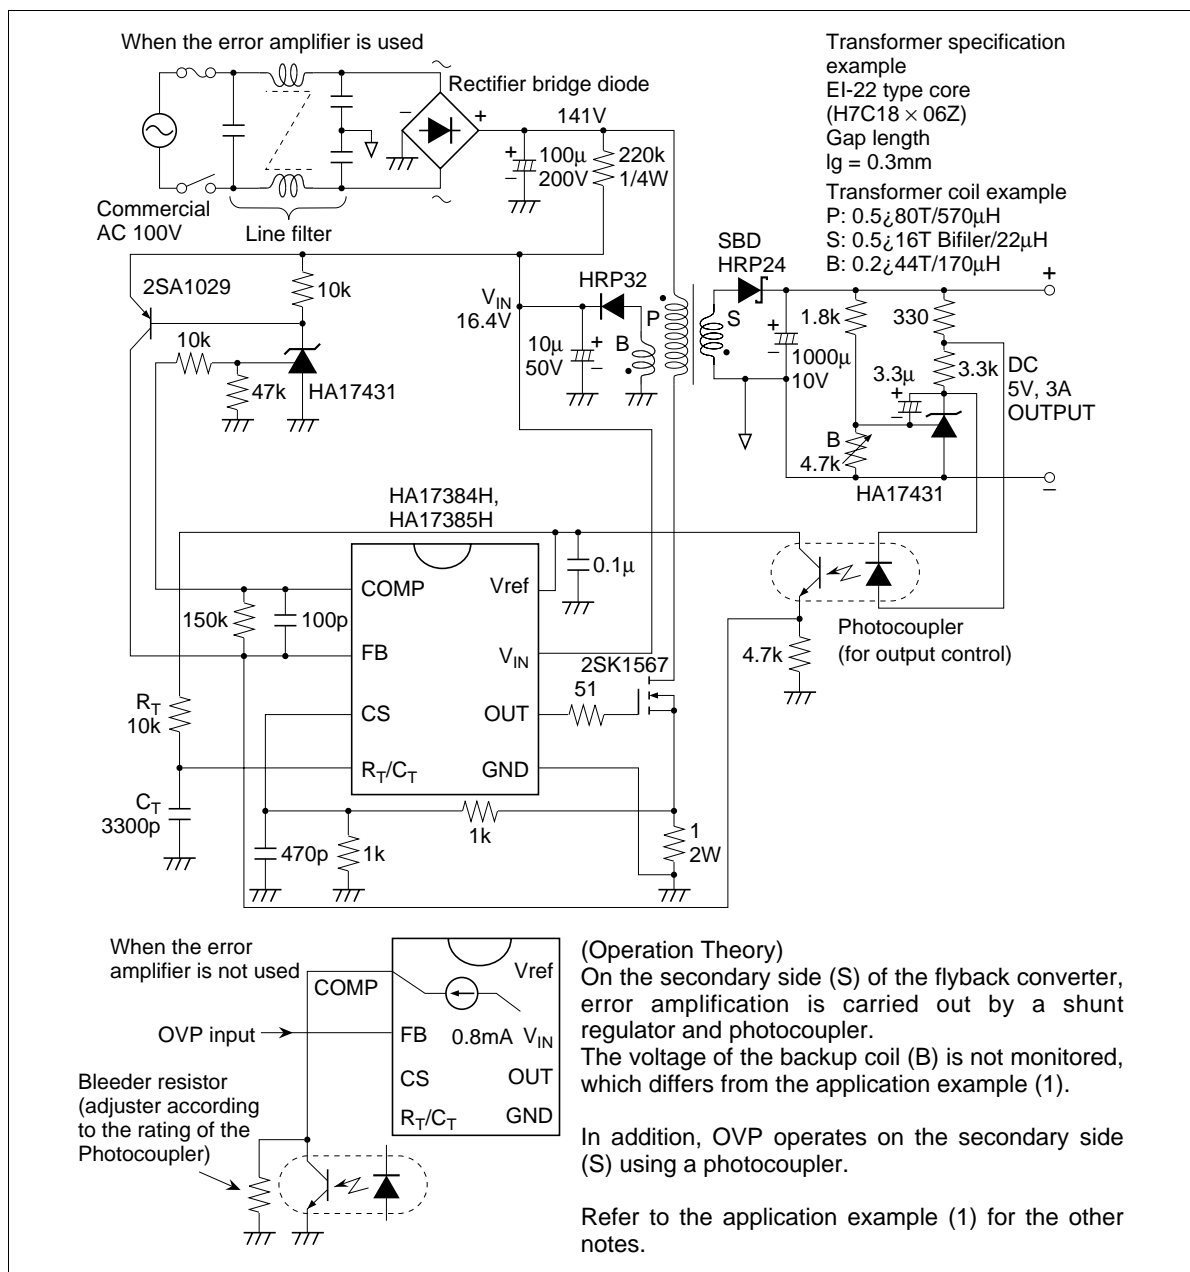 When the error amplifier is used
Rectifier bridge diode
Commercial
AC 100V
Line filter
−
+
141V
+
−
100µ
200V
220k
1/4W
Transformer specification
example
EI-22 type core
(H7C18 × 06Z)
Gap length
lg = 0.3mm
Transformer coil example
P: 0.5¿80T/570µH
S: 0.5¿16T Bifiler/22µH
B: 0.2¿44T/170µH
2SA1029
10k
10k
47k
HA17431
VIN
16.4V
HRP32
10µ
50V
+
−
P
B
S
SBD
HRP24
+
−
1000µ
10V
1.8k
330
3.3µ
+
−
3.3k
B
4.7k
HA17431
+
DC
5V, 3A
OUTPUT
−
HA17384H,
HA17385H
COMP
FB
CS
RT/CT
Vref
VIN
OUT
GND
0.1µ
150k
100p
RT
10k
CT
3300p
470p
1k
1k
51
2SK1567
1
2W
Photocoupler
(for output control)
4.7k
When the error
amplifier is not used
COMP
OVP input
FB
CS
RT/CT
0.8mA
Vref
VIN
OUT
GND
Bleeder resistor
(adjuster according
to the rating of the
Photocoupler)
(Operation Theory)
On the secondary side (S) of the flyback converter,
error amplification is carried out by a shunt
regulator and photocoupler.
The voltage of the backup coil (B) is not monitored,
which differs from the application example (1).
In addition, OVP operates on the secondary side
(S) using a photocoupler.
Refer to the application example (1) for the other
notes.